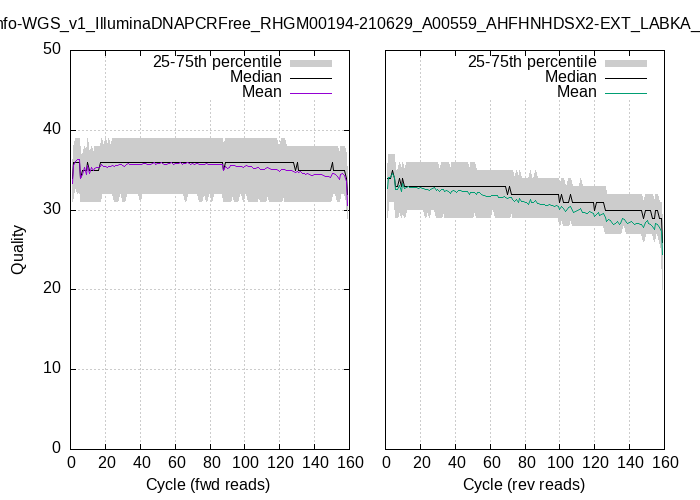 nfo-WGS_v1_IlluminaDNAPCRFree_RHGM00194-210629_A00559_AHFHNHDSX2-EXT_LABKA_
50
40
30
20
10
0
Quality
25-75th percentile
Median
Mean
0 20 40 60 80 100 120 140 160
Cycle (fwd reads)
25-75th percentile
Median
Mean
0 20 40 60 80 100 120 140 160
Cycle (rev reads)